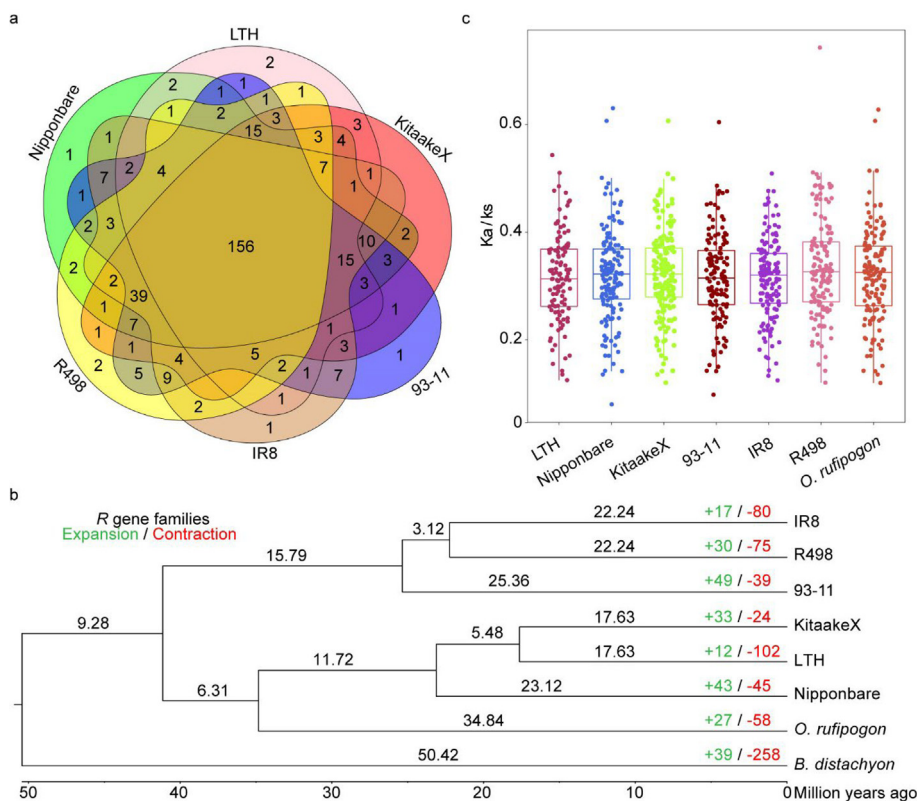 a
LTH
Nipponbare
KitaakeX
2
2 1 1 1
1 1 3
2 3
1 15 3 4
1 7 2 4 7 1 1
1 10 2
2 3 156 15 3
2 2 3
39 1
1 7 1 3
1 1 4 5 2 1
2 5 9 7 1
2 1
1
R498
93-11
IR8
c
Ka / ks
0.6
0.4
0.2
0
LTH
Nipponbare
KitaakeX
93-11
IR8
R498
O. rufipogon
b
R gene families
Expansion / Contraction
22.24 +17 / -80 IR8
3.12
22.24 +30 / -75 R498
15.79
25.36 +49 / -39 93-11
9.28
17.63 +33 / -24 KitaakeX
5.48
17.63 +12 / -102 LTH
11.72
23.12 +43 / -45 Nipponbare
6.31
34.84 +27 / -58 O. rufipogon
50.42 +39 / -258 B. distachyon
50 40 30 20 10 0 Million years ago